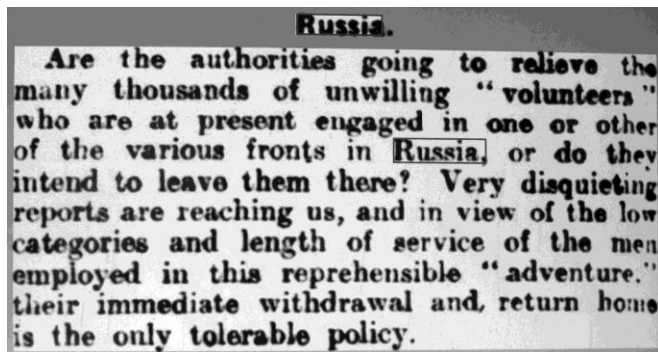 Russia.
Are the authorities going to relieve the
many thousands of unwilling "volunteers"
who are at present engaged in one or other
of the various fronts in Russia, or do they
intend to leave them there? Very disquieting
reports are reaching us, and in view of the low
categories and length of service of the men
employed in this reprehensible "adventure."
their immediate withdrawal and, return home
is the only tolerable policy.